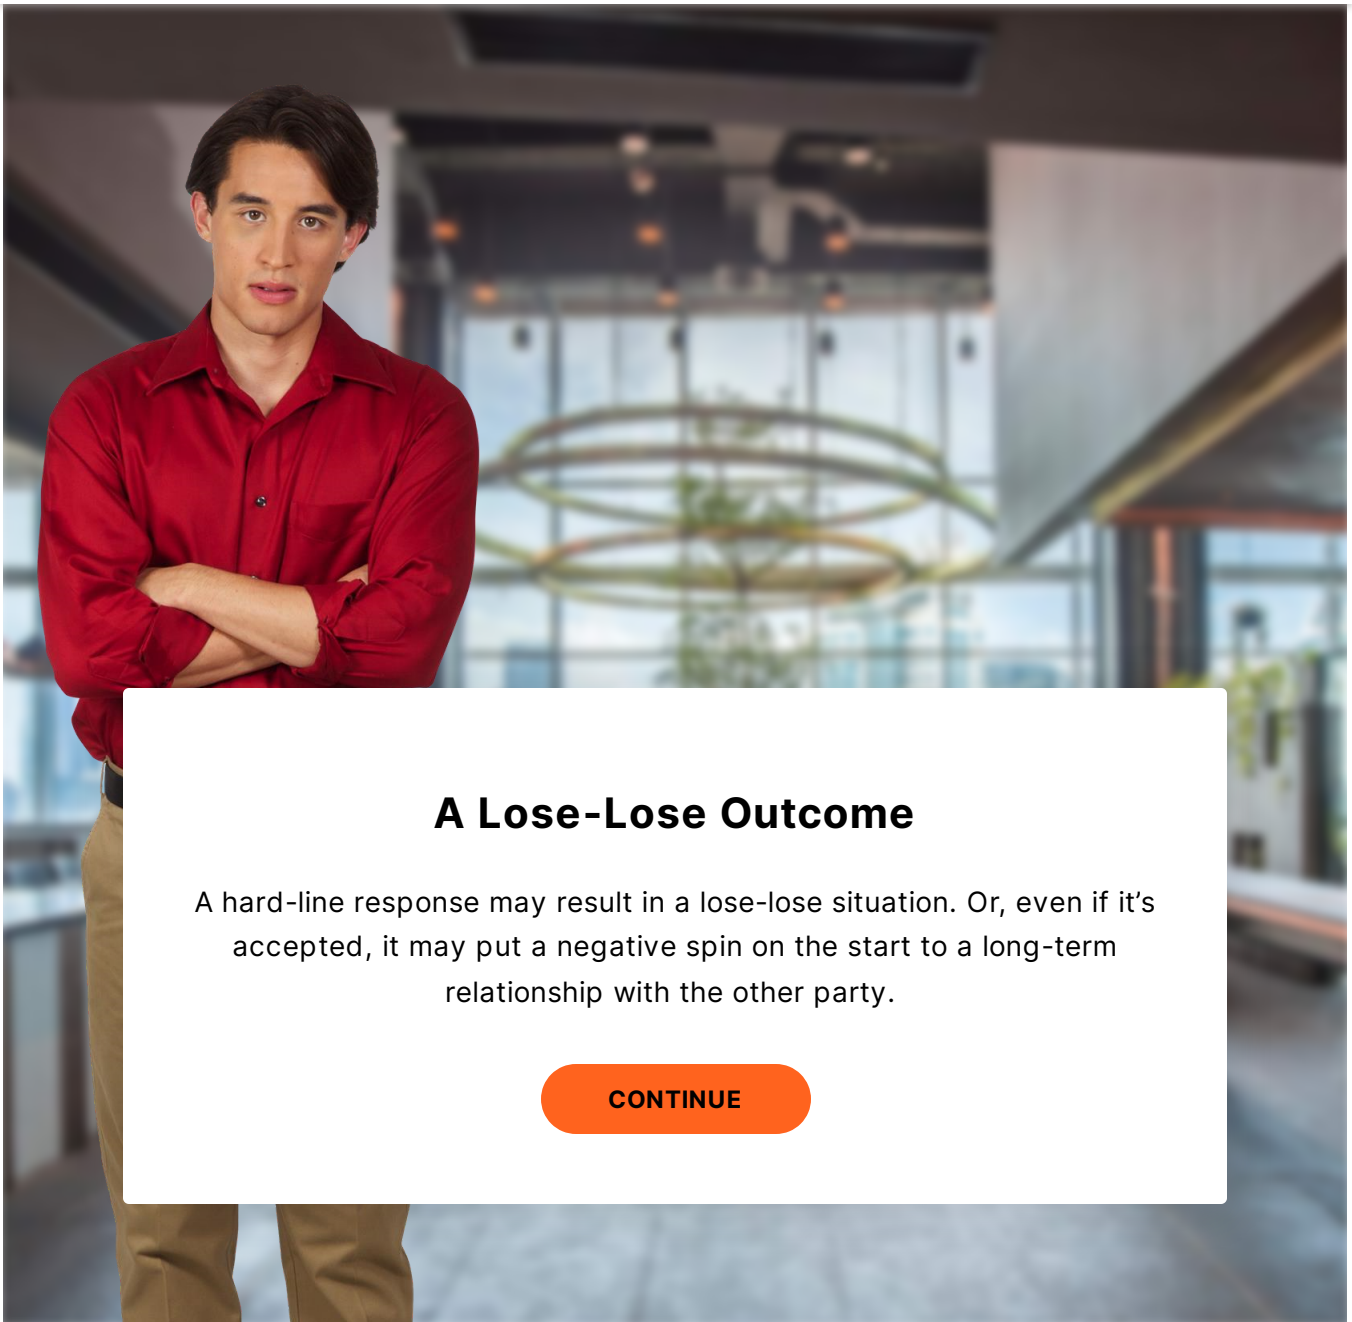 A Lose-Lose Outcome
A hard-line response may result in a lose-lose situation. Or, even if it’s
accepted, it may put a negative spin on the start to a long-term
relationship with the other party.
CONTINUE